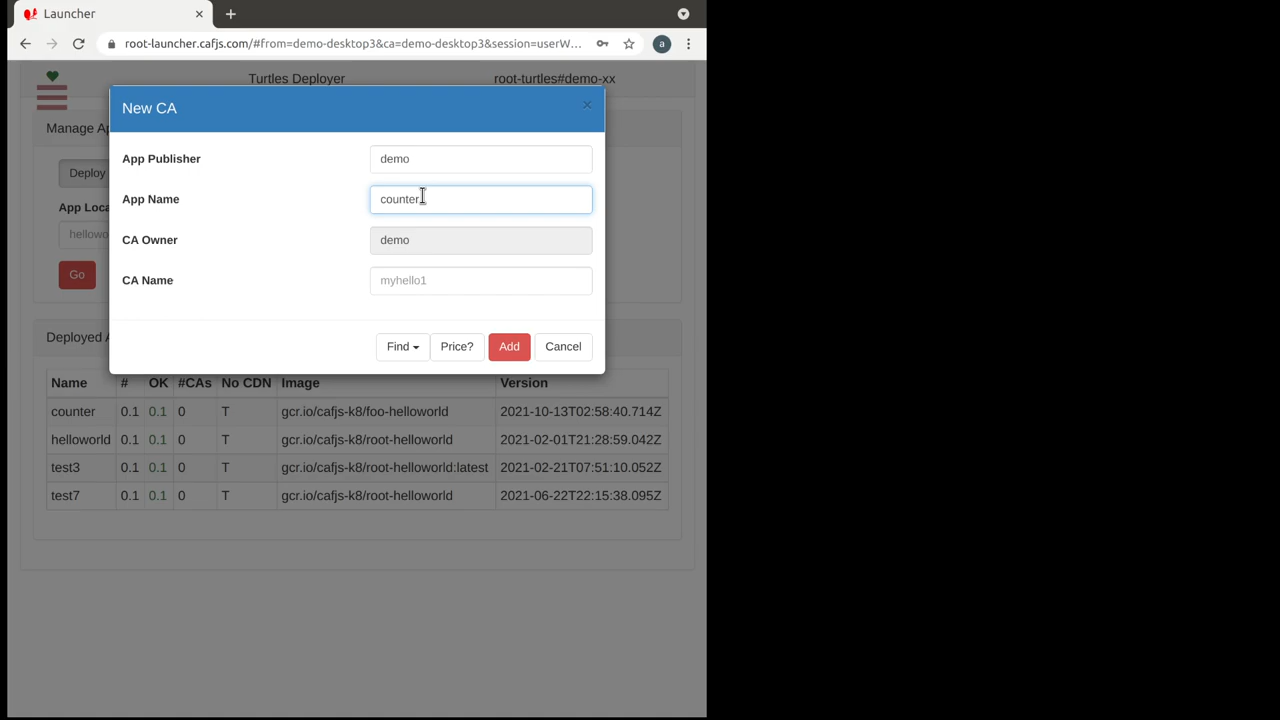 Launcher
root-launcher.cafjs.com/#from=demo-desktop3&ca=demo-desktop3&session=userW...
a
Turtles Deployer
root-turtles#demo-xx
New CA
×
Manage Ap
App Publisher
demo
Deploy
App Name
counter
App Loca
hellowo
CA Owner
demo
Go
CA Name
myhello1
Find
Price?
Add
Cancel
Deployed A
Name # OK #CAs No CDN Image Version
counter 0.1 0.1 0 T gcr.io/cafjs-k8/foo-helloworld 2021-10-13T02:58:40.714Z
helloworld 0.1 0.1 0 T gcr.io/cafjs-k8/root-helloworld 2021-02-01T21:28:59.042Z
test3 0.1 0.1 0 T gcr.io/cafjs-k8/root-helloworld:latest 2021-02-21T07:51:10.052Z
test7 0.1 0.1 0 T gcr.io/cafjs-k8/root-helloworld 2021-06-22T22:15:38.095Z